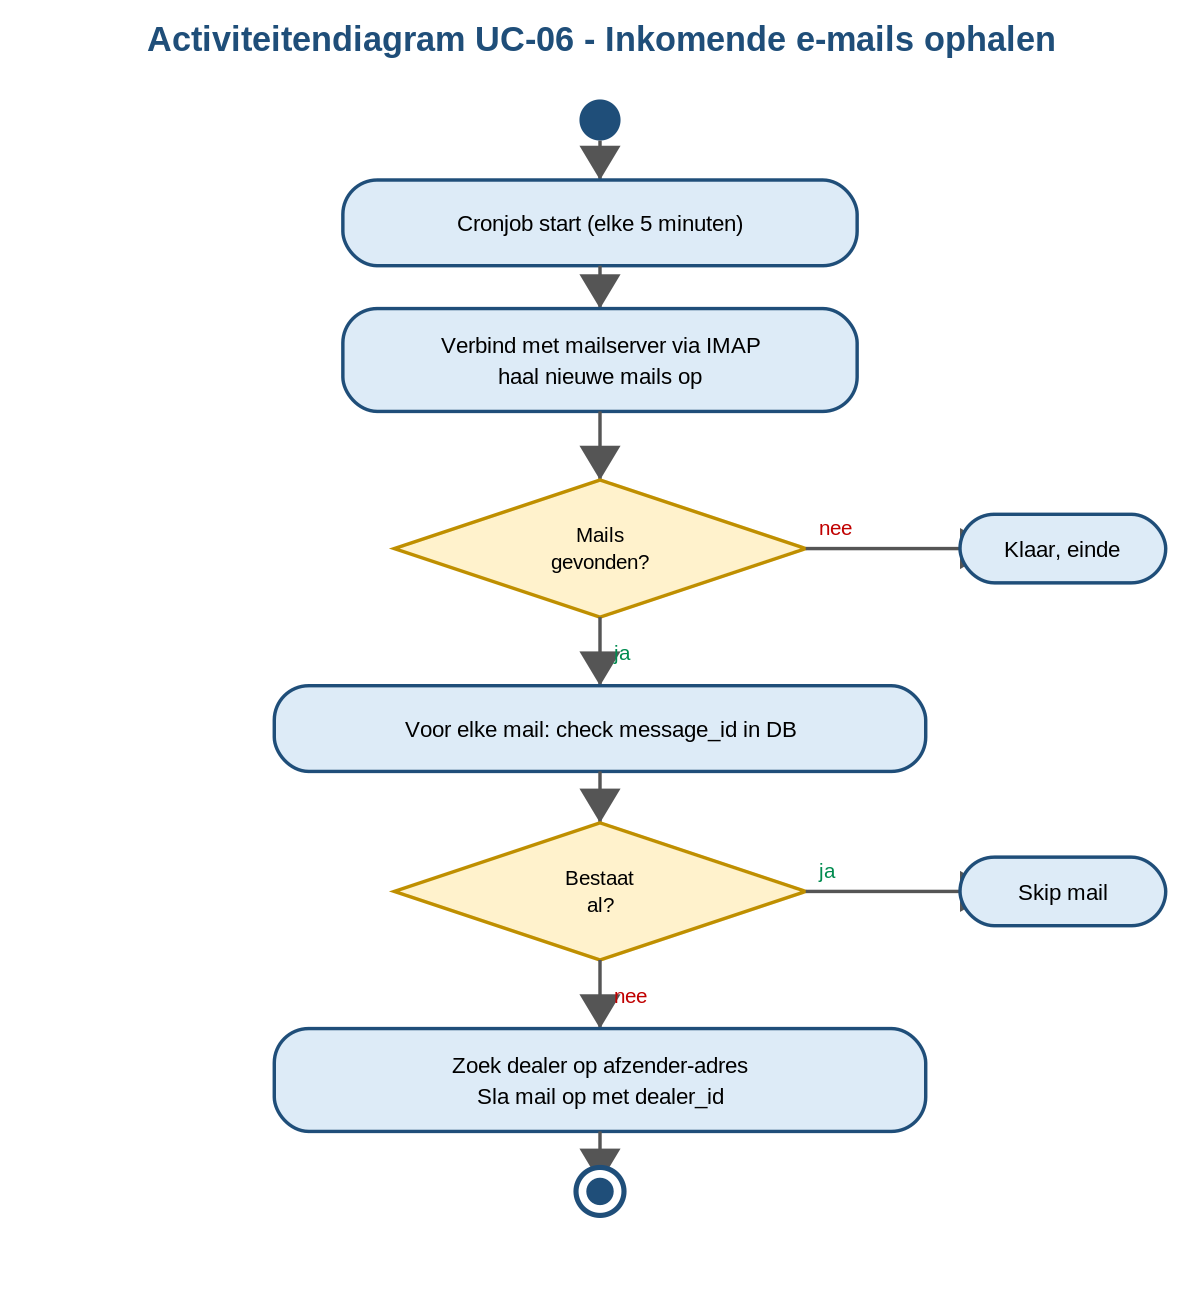 Activiteitendiagram UC-06 - Inkomende e-mails ophalen
Cronjob start (elke 5 minuten)
Verbind met mailserver via IMAP
haal nieuwe mails op
Mails
gevonden?
nee
Klaar, einde
ja
Voor elke mail: check message_id in DB
Bestaat
al?
ja
Skip mail
nee
Zoek dealer op afzender-adres
Sla mail op met dealer_id